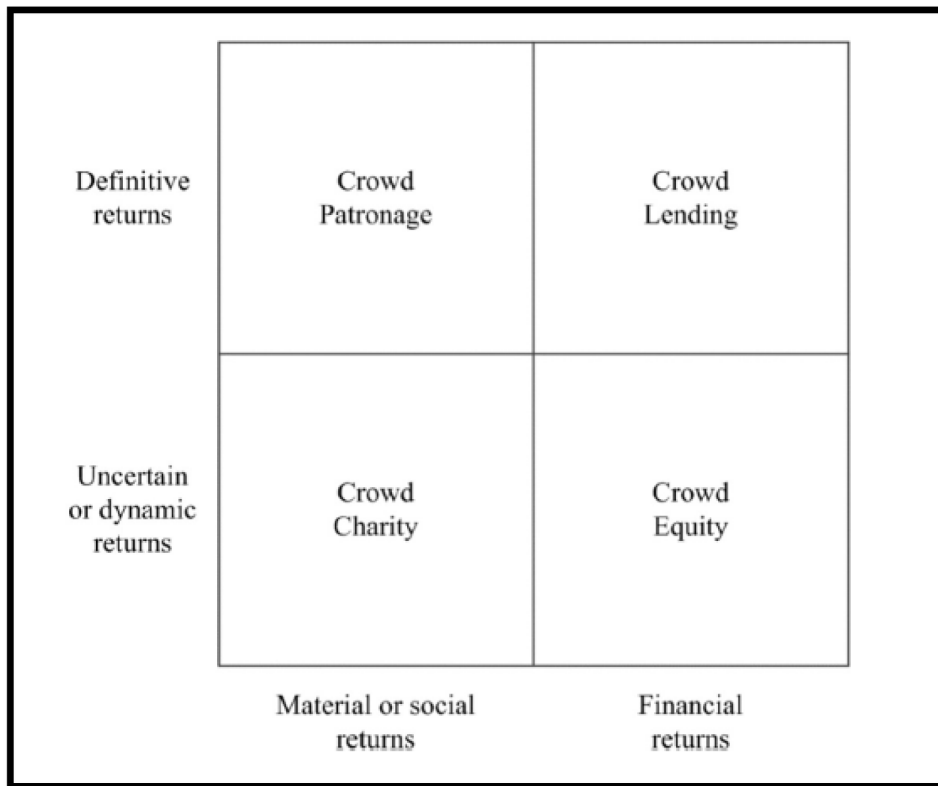 Definitive
returns
Crowd
Patronage
Crowd
Lending
Uncertain
or dynamic
returns
Crowd
Charity
Crowd
Equity
Material or social
returns
Financial
returns